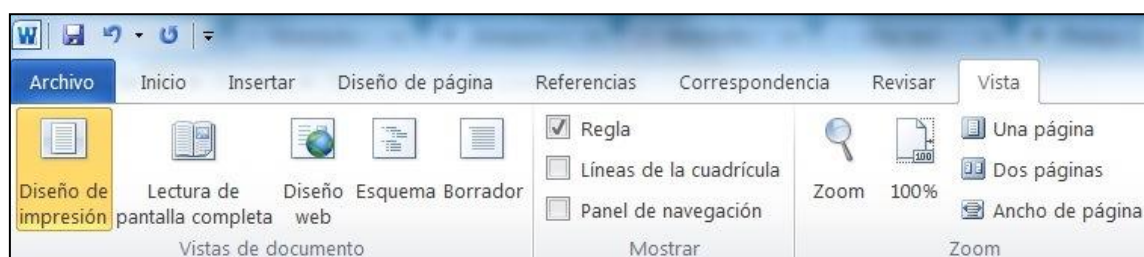 W
Archivo Inicio Insertar Diseño de página Referencias Correspondencia Revisar Vista
Diseño de impresión
Lectura de pantalla completa
Diseño web
Esquema
Borrador
Vistas de documento
Regla
Líneas de la cuadrícula
Panel de navegación
Mostrar
Zoom
100
100%
Una página
Dos páginas
Ancho de página
Zoom